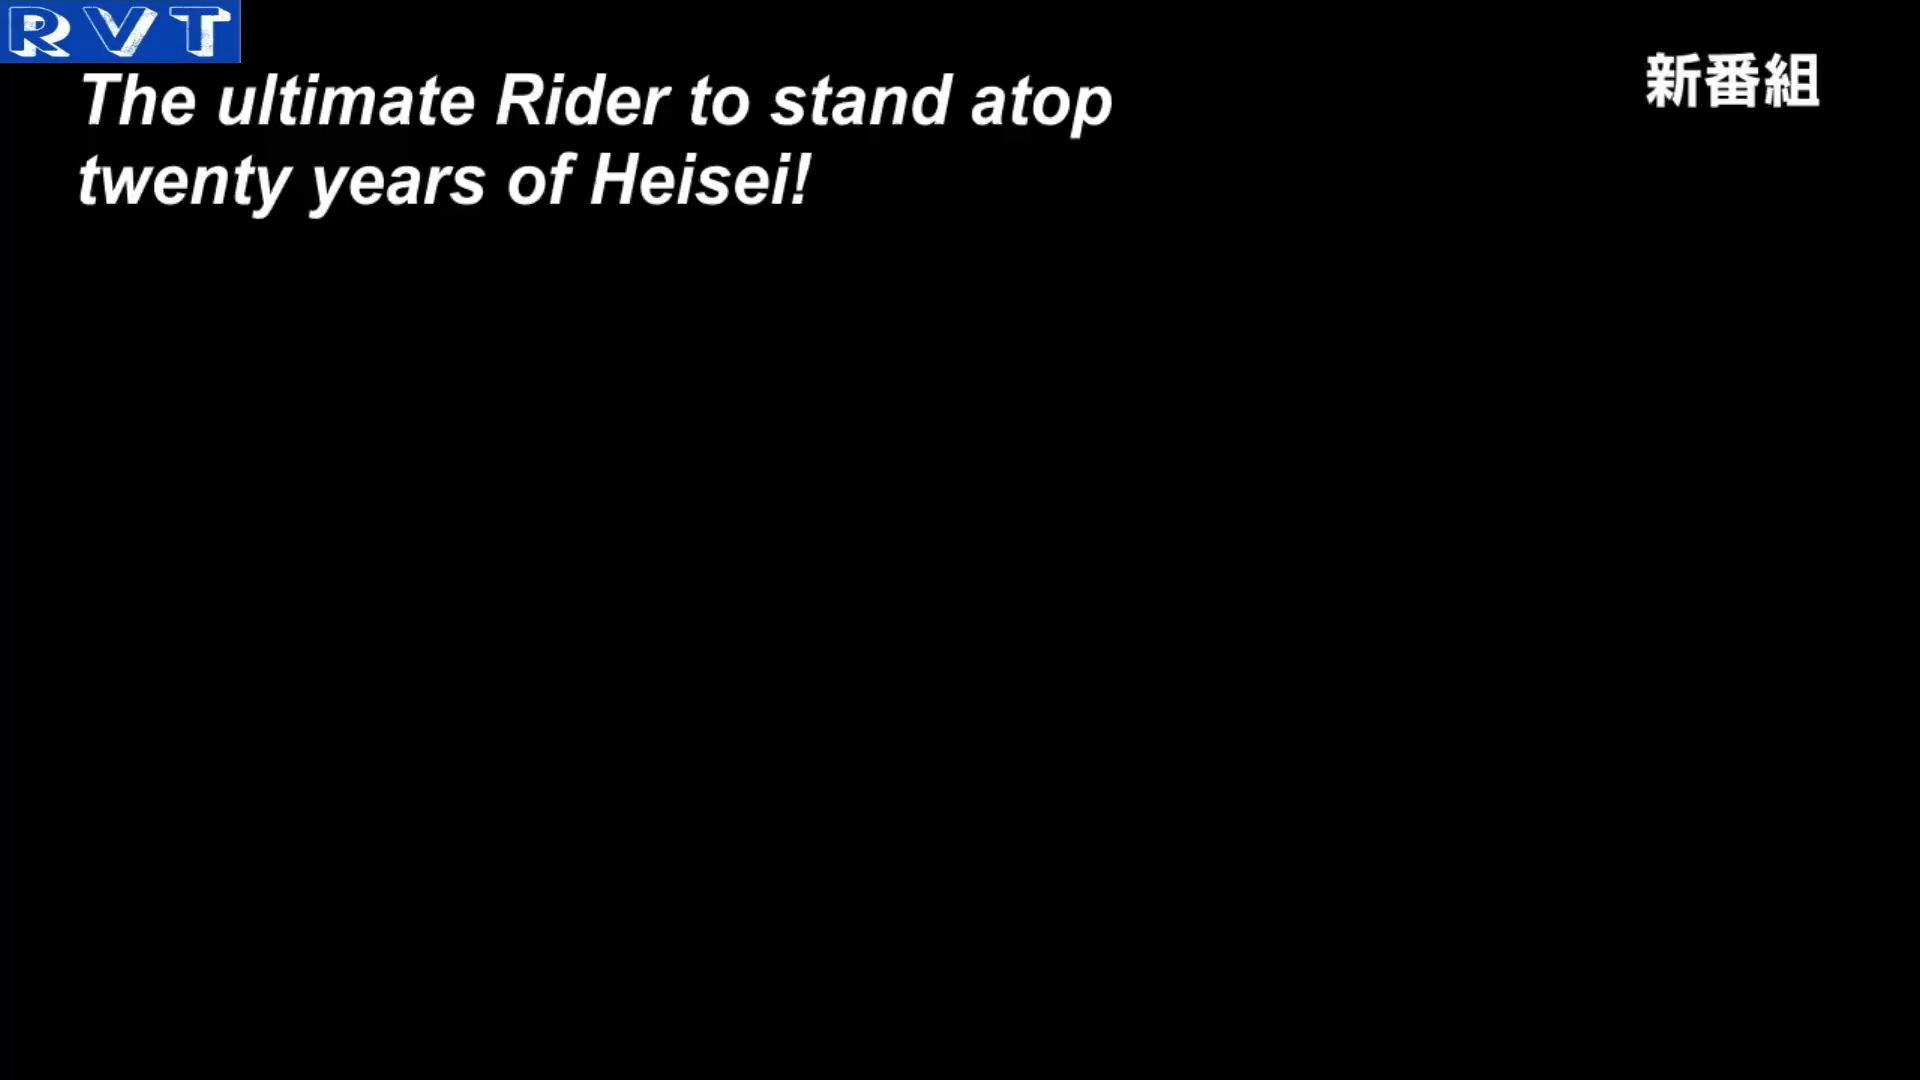 RVT
The ultimate Rider to stand atop
twenty years of Heisei!
新番組